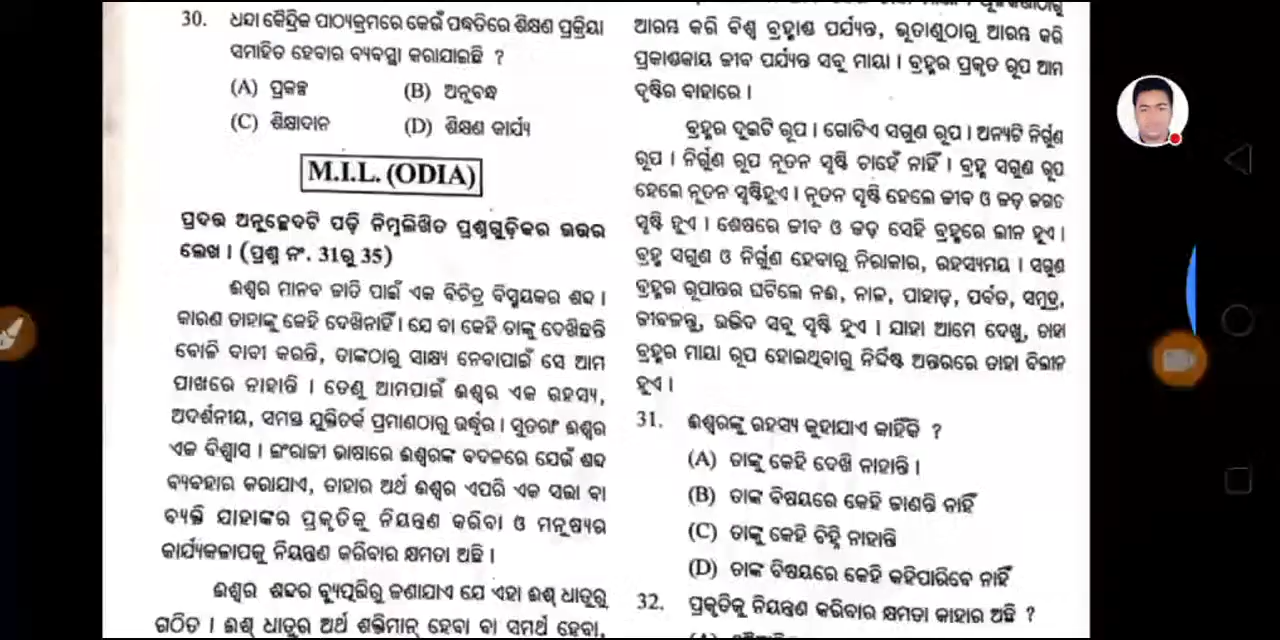 30. ଧନ୍ଦା କୈନ୍ଦ୍ରିକ ପାଠ୍ୟକ୍ରମରେ କେଉଁ ପଦ୍ଧତିରେ ଶିକ୍ଷଣ ପ୍ରକ୍ରିୟା
ସମାହିତ ହେବାର ବ୍ୟବସ୍ଥା କରାଯାଇଛି ?
(A) ପ୍ରକଳ୍ପ (B) ଅନୁବନ୍ଧ
(C) ଶିକ୍ଷାଦାନ (D) ଶିକ୍ଷଣ କାର୍ଯ୍ୟ
M.I.L. (ODIA)
ପ୍ରଦତ୍ତ ଅନୁଚ୍ଛେଦଟି ପଢ଼ି ନିମ୍ନଲିଖିତ ପ୍ରଶ୍ନଗୁଡ଼ିକର ଉତ୍ତର
ଲେଖ । (ପ୍ରଶ୍ନ ନଂ. 31ରୁ 35)
ଈଶ୍ୱର ମାନବ ଜାତି ପାଇଁ ଏକ ବିଚିତ୍ର ବିସ୍ମୟକର ଶବ୍ଦ ।
କାରଣ ତାହାଙ୍କୁ କେହି ଦେଖିନାହିଁ । ଯେ ବା କେହି ତାଙ୍କୁ ଦେଖିଛନ୍ତି
ବୋଲି ଦାବୀ କରନ୍ତି, ତାଙ୍କଠାରୁ ସାକ୍ଷ୍ୟ ନେବାପାଇଁ ସେ ଆମ
ପାଖରେ ନାହାନ୍ତି । ତେଣୁ ଆମପାଇଁ ଈଶ୍ୱର ଏକ ରହସ୍ୟ,
ଅଦର୍ଶନୀୟ, ସମସ୍ତ ଯୁକ୍ତିତର୍କ ପ୍ରମାଣଠାରୁ ଉର୍ଦ୍ଧ୍ୱର । ସୁତରାଂ ଈଶ୍ୱର
ଏକ ବିଶ୍ୱାସ । ଇଂରାଜୀ ଭାଷାରେ ଈଶ୍ୱରଙ୍କ ବଦଳରେ ଯେଉଁ ଶବ୍ଦ
ବ୍ୟବହାର କରାଯାଏ, ତାହାର ଅର୍ଥ ଈଶ୍ୱର ଏପରି ଏକ ସତ୍ତା ବା
ବ୍ୟକ୍ତି ଯାହାଙ୍କର ପ୍ରକୃତିକୁ ନିୟନ୍ତ୍ରଣ କରିବା ଓ ମନୁଷ୍ୟର
କାର୍ଯ୍ୟକଳାପକୁ ନିୟନ୍ତ୍ରଣ କରିବାର କ୍ଷମତା ଅଛି ।
ଈଶ୍ୱର ଶବ୍ଦର ବ୍ୟୁତ୍ପତ୍ତିରୁ ଜଣାଯାଏ ଯେ ଏହା ଈଶ୍ ଧାତୁରୁ
ଗଠିତ । ଈଶ୍ ଧାତୁର ଅର୍ଥ ଶକ୍ତିମାନ୍ ହେବା ବା ସମର୍ଥ ହେବା,
ଆରମ୍ଭ କରି ବିଶ୍ୱ ବ୍ରହ୍ମାଣ୍ଡ ପର୍ଯ୍ୟନ୍ତ, ଭୂତାଣୁଠାରୁ ଆରମ୍ଭ କରି
ପ୍ରକାଣ୍ଡକାୟ ଜୀବ ପର୍ଯ୍ୟନ୍ତ ସବୁ ମାୟା । ବ୍ରହ୍ମର ପ୍ରକୃତ ରୂପ ଆମ
ଦୃଷ୍ଟିର ବାହାରେ ।
ବ୍ରହ୍ମର ଦୁଇଟି ରୂପ । ଗୋଟିଏ ସଗୁଣ ରୂପ । ଅନ୍ୟଟି ନିର୍ଗୁଣ
ରୂପ । ନିର୍ଗୁଣ ରୂପ ନୂତନ ସୃଷ୍ଟି ଚାହେଁ ନାହିଁ । ବ୍ରହ୍ମ ସଗୁଣ ରୂପ
ହେଲେ ନୂତନ ସୃଷ୍ଟିହୁଏ । ନୂତନ ସୃଷ୍ଟି ହେଲେ ଜୀବ ଓ ଜଡ଼ ଜଗତ
ସୃଷ୍ଟି ହୁଏ । ଶେଷରେ ଜୀବ ଓ ଜଡ଼ ସେହି ବ୍ରହ୍ମରେ ଲୀନ ହୁଏ ।
ବ୍ରହ୍ମ ସଗୁଣ ଓ ନିର୍ଗୁଣ ହେବାରୁ ନିରାକାର, ରହସ୍ୟମୟ । ସଗୁଣ
ବ୍ରହ୍ମର ରୂପାନ୍ତର ଘଟିଲେ ନଈ, ନାଳ, ପାହାଡ଼, ପର୍ବତ, ସମୁଦ୍ର,
ଜୀବଜନ୍ତୁ, ଉଦ୍ଭିଦ ସବୁ ସୃଷ୍ଟି ହୁଏ । ଯାହା ଆମେ ଦେଖୁ, ତାହା
ବ୍ରହ୍ମର ମାୟା ରୂପ ହୋଇଥିବାରୁ ନିର୍ଦ୍ଦିଷ୍ଟ ଅନ୍ତରରେ ତାହା ବିଲୀନ
ହୁଏ ।
31. ଈଶ୍ୱରଙ୍କୁ ରହସ୍ୟ କୁହାଯାଏ କାହିଁକି ?
(A) ତାଙ୍କୁ କେହି ଦେଖି ନାହାନ୍ତି ।
(B) ତାଙ୍କ ବିଷୟରେ କେହି ଜାଣନ୍ତି ନାହିଁ
(C) ତାଙ୍କୁ କେହି ଚିହ୍ନି ନାହାନ୍ତି
(D) ତାଙ୍କ ବିଷୟରେ କେହି କହିପାରିବେ ନାହିଁ
32. ପ୍ରକୃତିକୁ ନିୟନ୍ତ୍ରଣ କରିବାର କ୍ଷମତା କାହାର ଅଛି ?